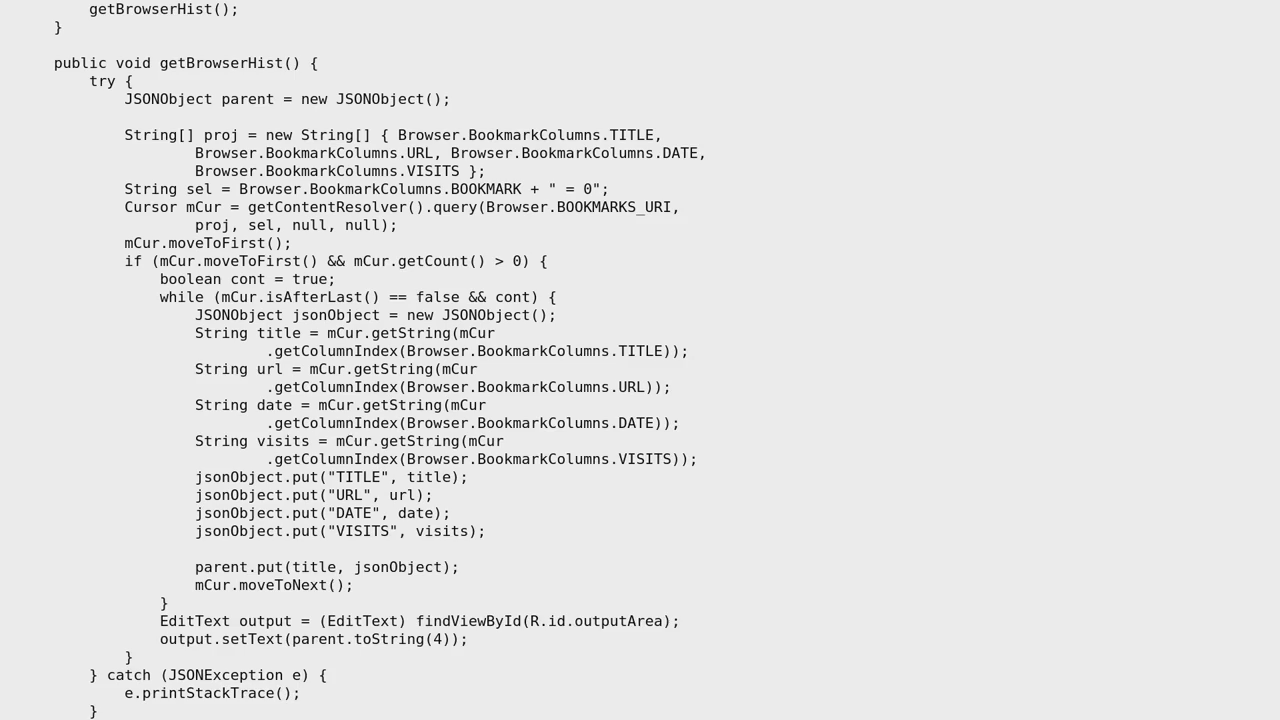 getBrowserHist();
}
public void getBrowserHist() {
try {
JSONObject parent = new JSONObject();
String[] proj = new String[] { Browser.BookmarkColumns.TITLE,
Browser.BookmarkColumns.URL, Browser.BookmarkColumns.DATE,
Browser.BookmarkColumns.VISITS };
String sel = Browser.BookmarkColumns.BOOKMARK + " = 0";
Cursor mCur = getContentResolver().query(Browser.BOOKMARKS_URI,
proj, sel, null, null);
mCur.moveToFirst();
if (mCur.moveToFirst() && mCur.getCount() > 0) {
boolean cont = true;
while (mCur.isAfterLast() == false && cont) {
JSONObject jsonObject = new JSONObject();
String title = mCur.getString(mCur
.getColumnIndex(Browser.BookmarkColumns.TITLE));
String url = mCur.getString(mCur
.getColumnIndex(Browser.BookmarkColumns.URL));
String date = mCur.getString(mCur
.getColumnIndex(Browser.BookmarkColumns.DATE));
String visits = mCur.getString(mCur
.getColumnIndex(Browser.BookmarkColumns.VISITS));
jsonObject.put("TITLE", title);
jsonObject.put("URL", url);
jsonObject.put("DATE", date);
jsonObject.put("VISITS", visits);
parent.put(title, jsonObject);
mCur.moveToNext();
}
EditText output = (EditText) findViewById(R.id.outputArea);
output.setText(parent.toString(4));
}
} catch (JSONException e) {
e.printStackTrace();
}